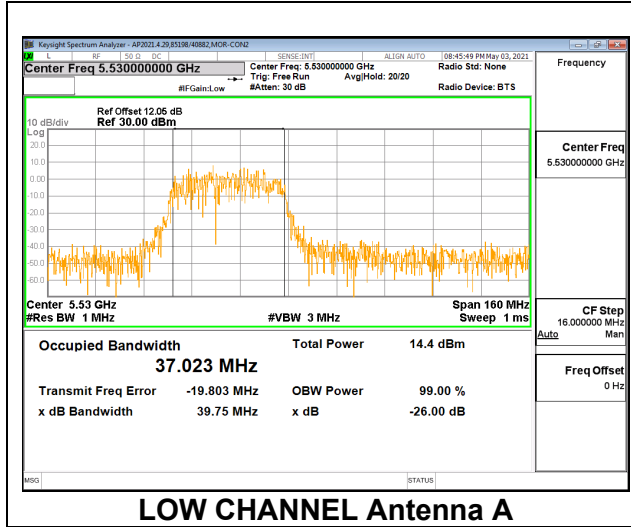 Keysight Spectrum Analyzer - AP2021.4.29,85198/40882,MOR-CON2
L RF 50 Ω DC SENSE:INT ALIGN AUTO 08:45:49 PM May 03, 2021
Center Freq 5.530000000 GHz
Center Freq: 5.530000000 GHz
Radio Std: None
Trig: Free Run Avg|Hold: 20/20
#IFGain:Low #Atten: 30 dB Radio Device: BTS
Frequency
Ref Offset 12.05 dB
10 dB/div Ref 30.00 dBm
Log
20.0
10.0
0.00
-10.0
-20.0
-30.0
-40.0
-50.0
-60.0
Center 5.53 GHz Span 160 MHz
#Res BW 1 MHz #VBW 3 MHz Sweep 1 ms
Center Freq
5.530000000 GHz
CF Step
16.000000 MHz
Auto Man
Freq Offset
0 Hz
Occupied Bandwidth Total Power 14.4 dBm
37.023 MHz
Transmit Freq Error -19.803 MHz OBW Power 99.00 %
x dB Bandwidth 39.75 MHz x dB -26.00 dB
MSG STATUS
LOW CHANNEL Antenna A